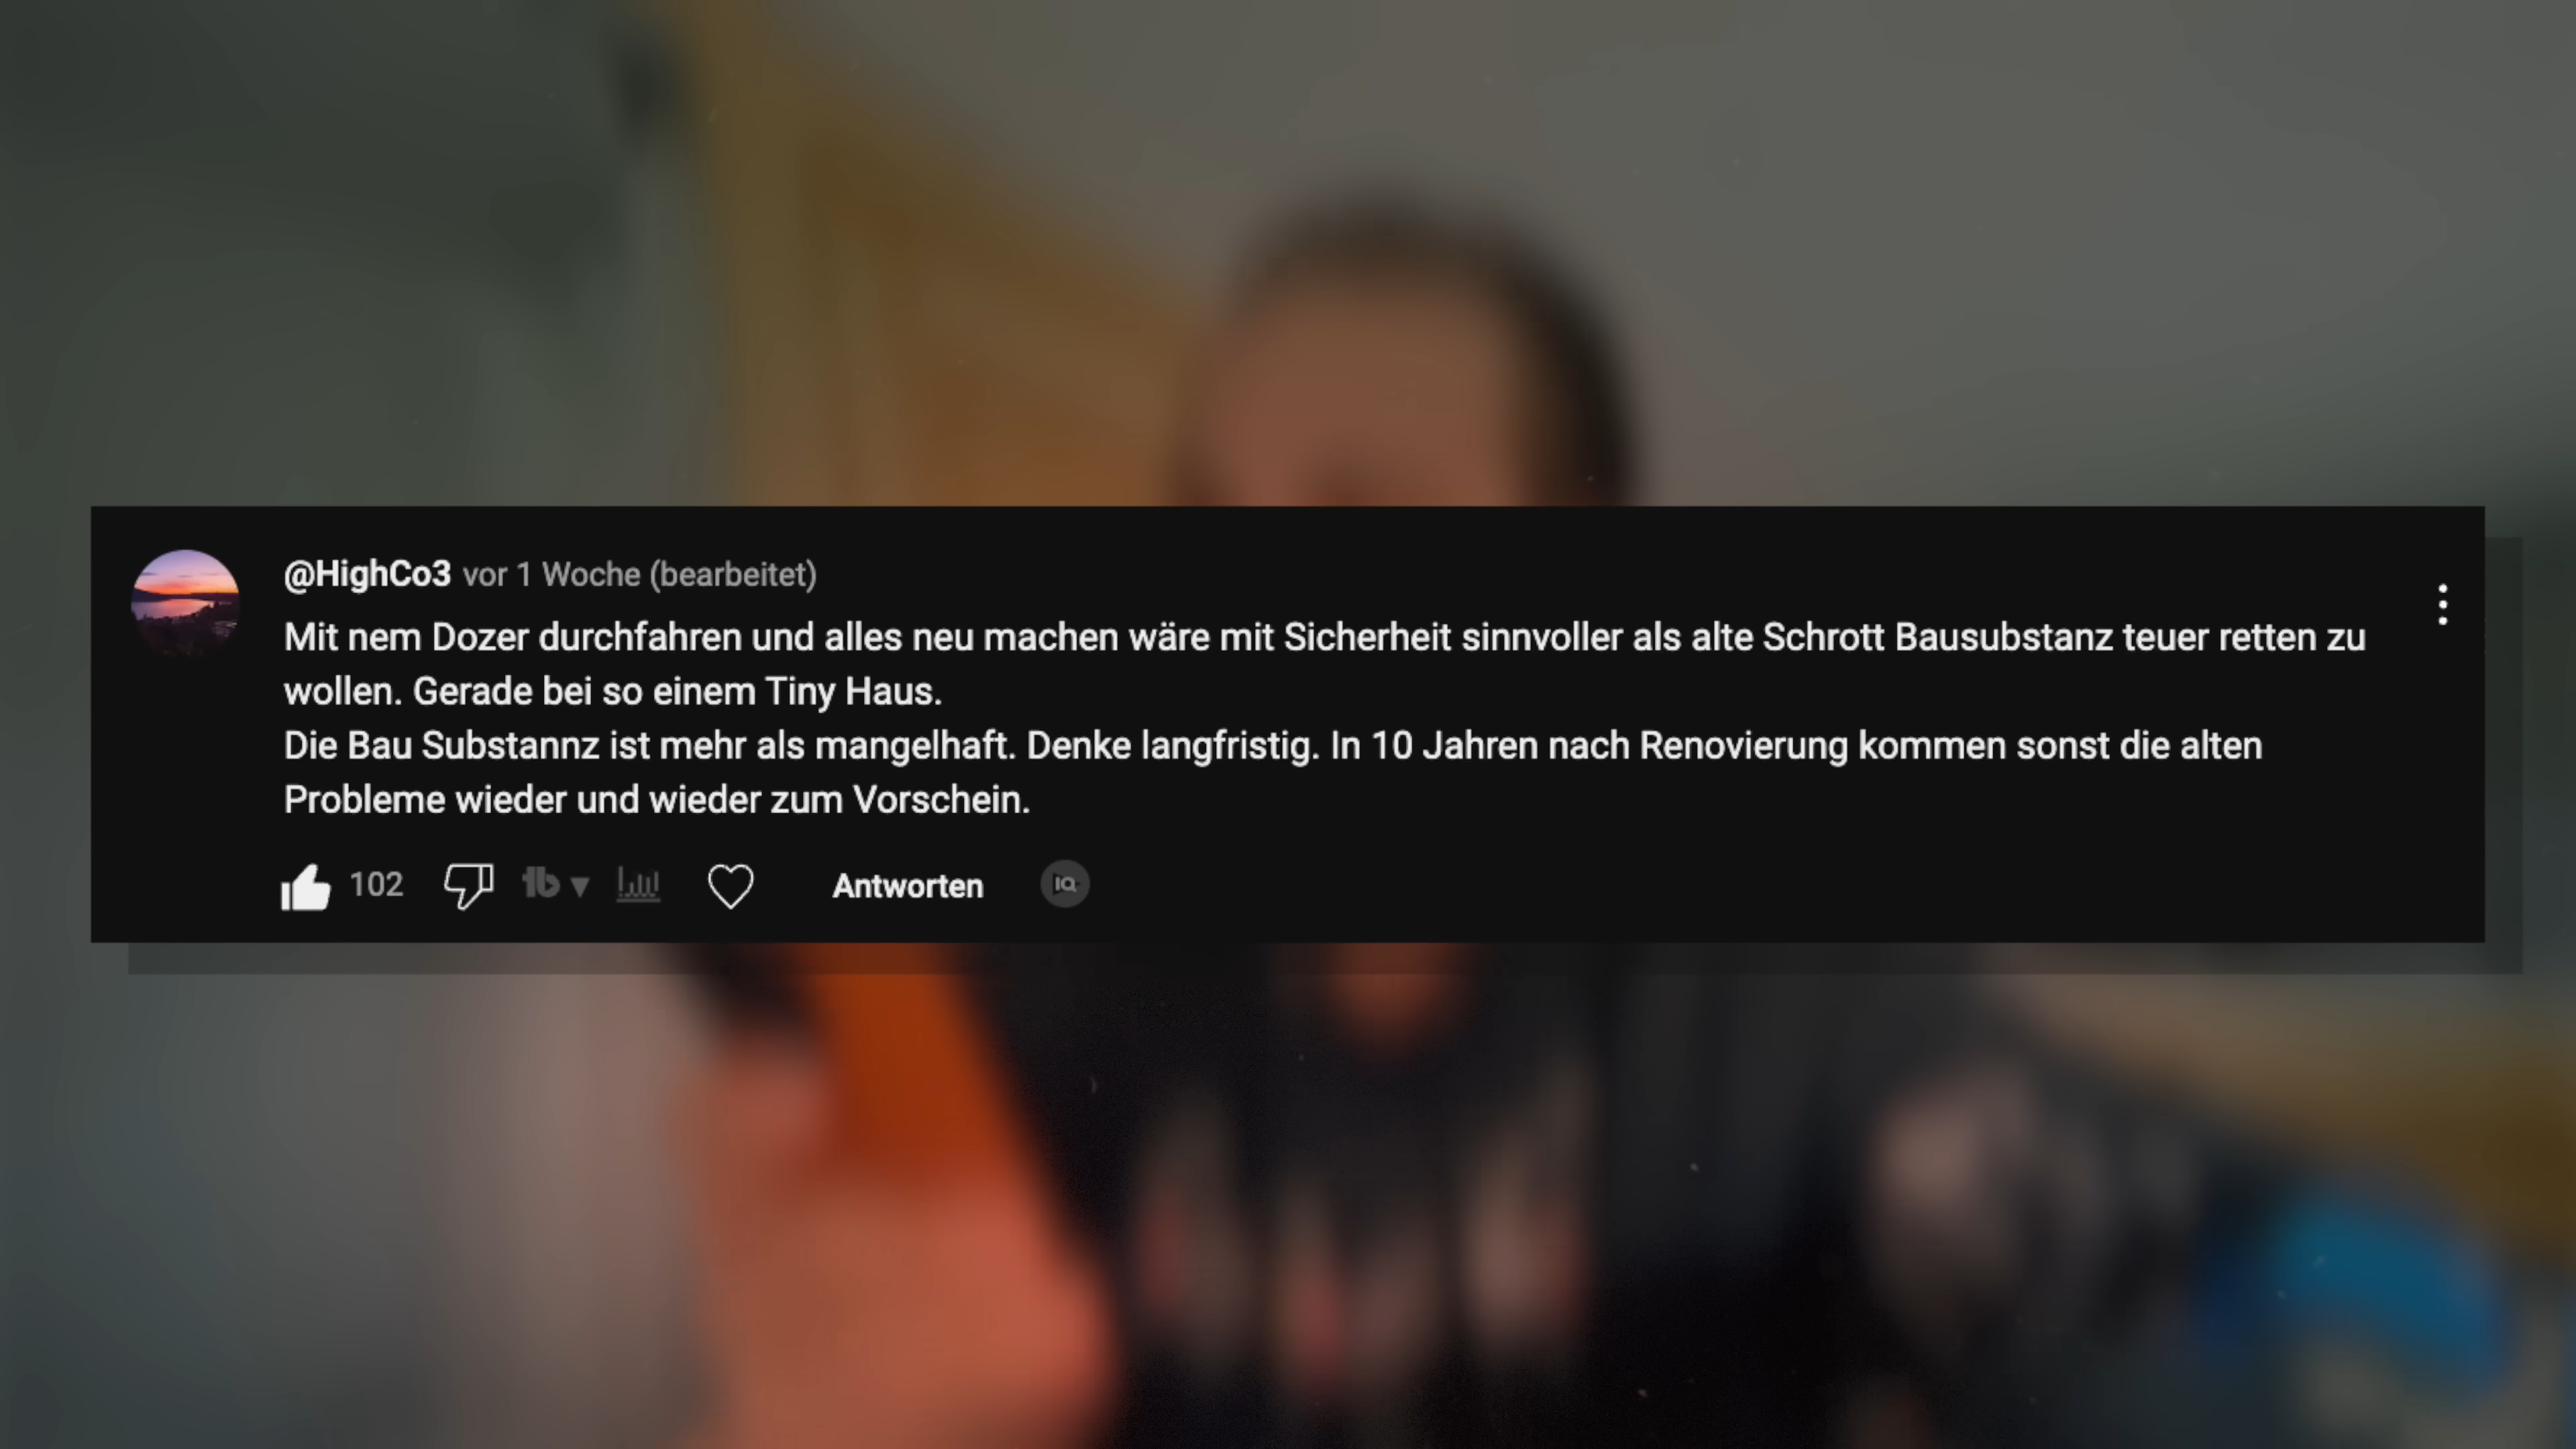 @HighCo3 vor 1 Woche (bearbeitet)
Mit nem Dozer durchfahren und alles neu machen wäre mit Sicherheit sinnvoller als alte Schrott Bausubstanz teuer retten zu
wollen. Gerade bei so einem Tiny Haus.
Die Bau Substannz ist mehr als mangelhaft. Denke langfristig. In 10 Jahren nach Renovierung kommen sonst die alten
Probleme wieder und wieder zum Vorschein.
102 tb Antworten IQ